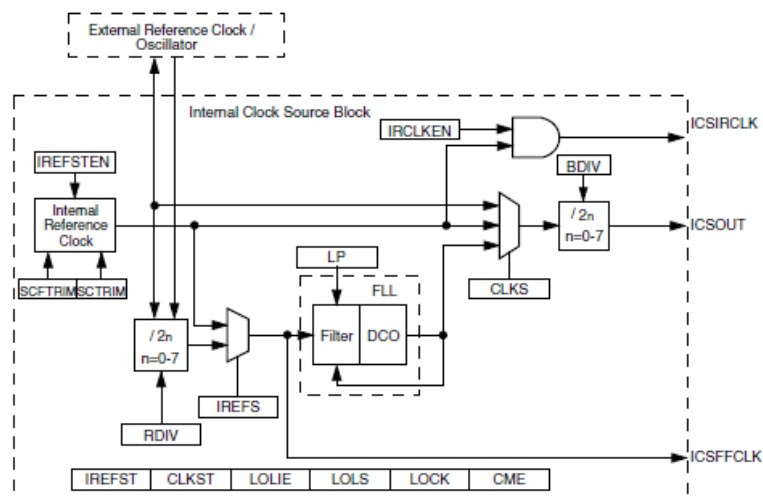 External Reference Clock /
Oscillator
Internal Clock Source Block
IRCLKEN
ICSIRCLK
IREFSTEN
BDIV
Internal
Reference
Clock
/ 2n
n=0-7
ICSOUT
LP
SCFTRIM
SCTRIM
FLL
CLKS
/ 2n
n=0-7
Filter
DCO
IREFS
RDIV
ICSFFCLK
IREFST
CLKST
LOLIE
LOLS
LOCK
CME